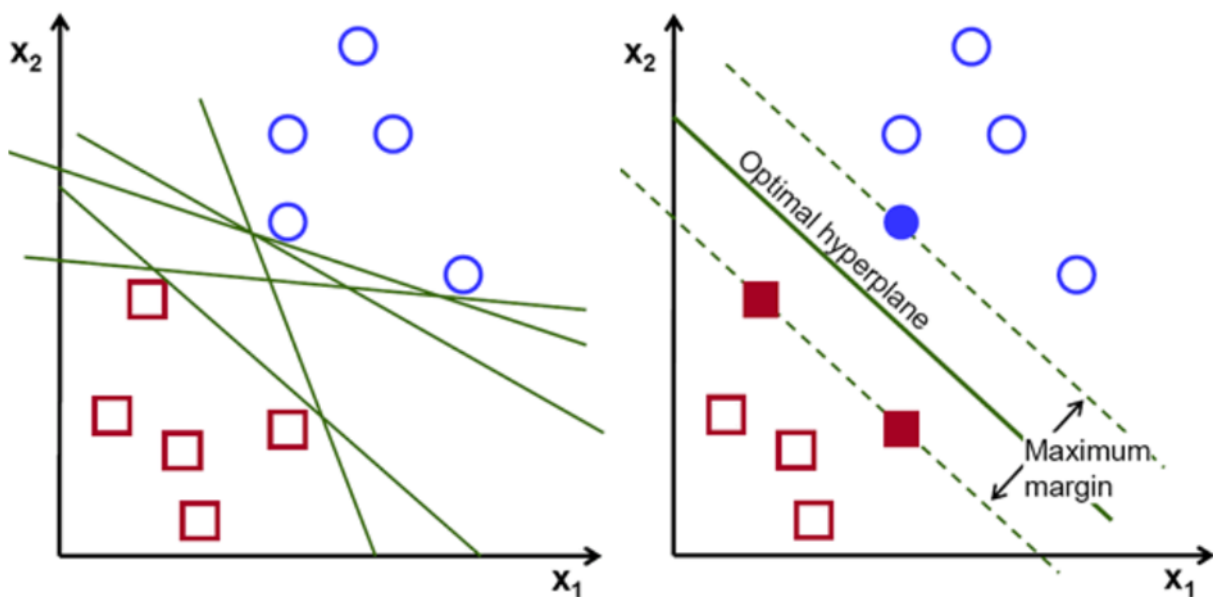 x₂
x₁
x₂
Optimal hyperplane
Maximum
margin
x₁